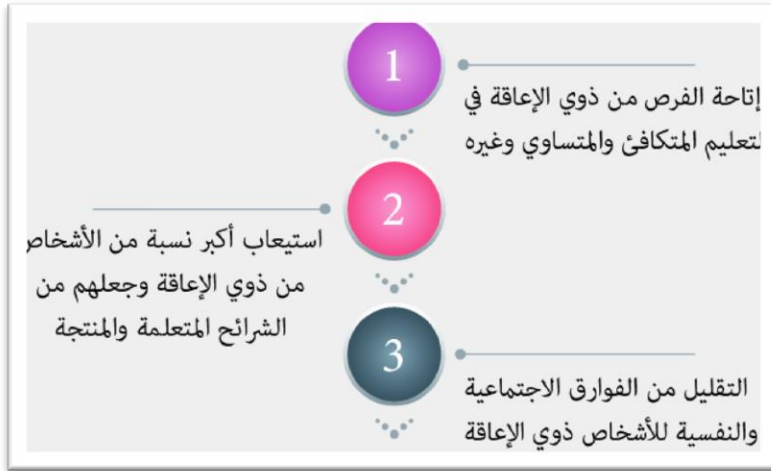 1
إتاحة الفرص من ذوي الإعاقة في
لتعليم المتكافئ والمتساوي وغيره
2
استيعاب أكبر نسبة من الأشخاص
من ذوي الإعاقة وجعلهم من
الشرائح المتعلمة والمنتجة
3
التقليل من الفوارق الاجتماعية
والنفسية للأشخاص ذوي الإعاقة